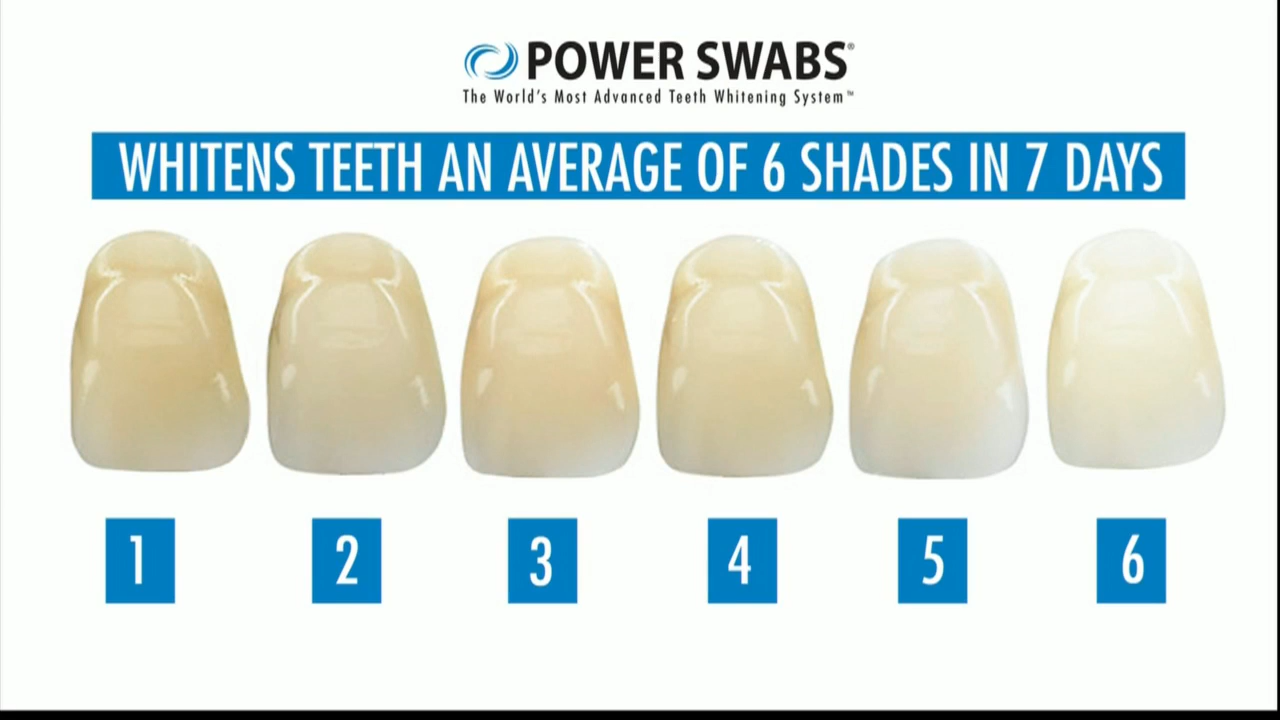 POWER SWABS®
The World's Most Advanced Teeth Whitening System™
WHITENS TEETH AN AVERAGE OF 6 SHADES IN 7 DAYS
1 2 3 4 5 6